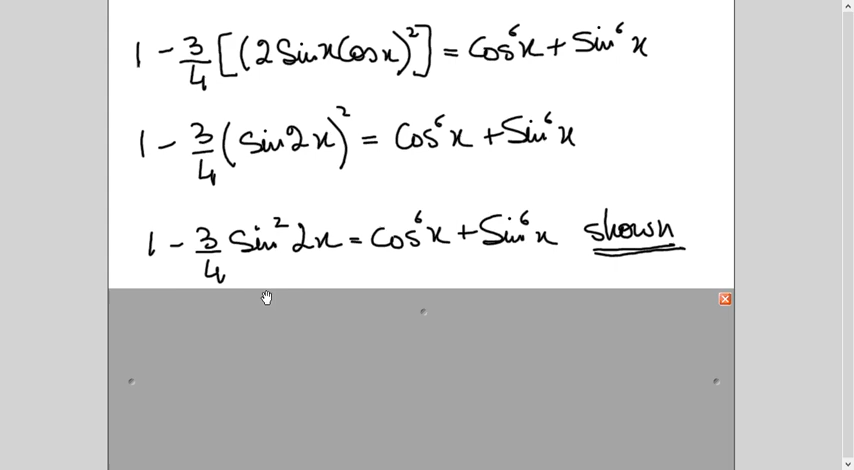 1 - 3/4 [(2 Sin x Cos x)²] = Cos⁶x + Sin⁶x
1 - 3/4 (Sin 2x)² = Cos⁶x + Sin⁶x
1 - 3/4 Sin² 2x = Cos⁶x + Sin⁶x shown